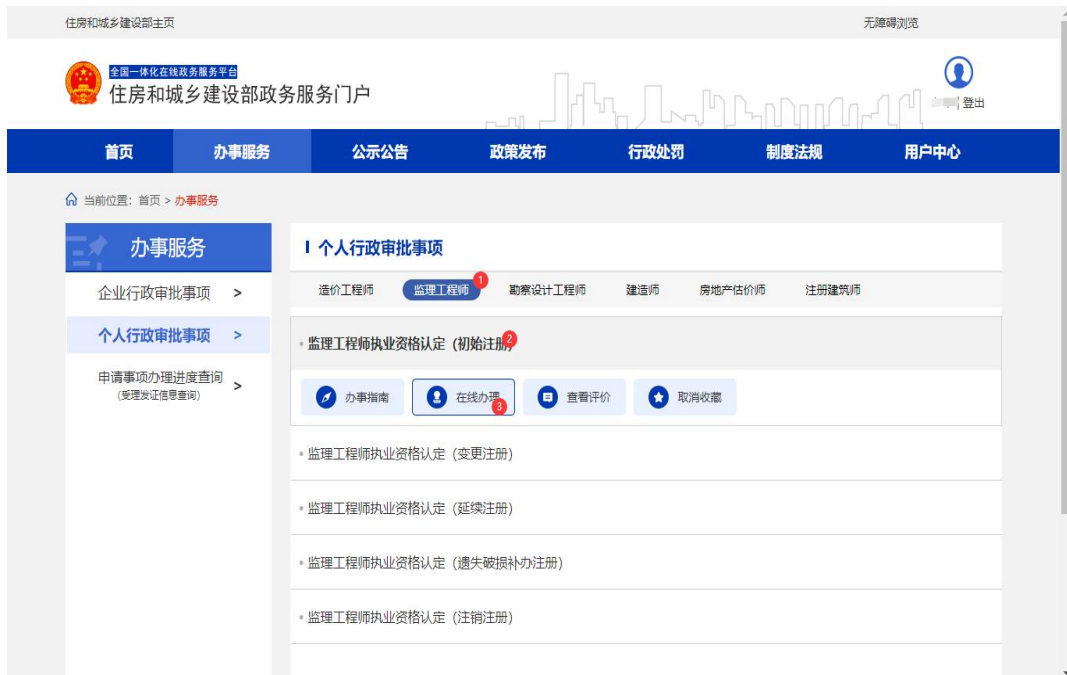 住房和城乡建设部主页 无障碍浏览
全国一体化在线政务服务平台
住房和城乡建设部政务服务门户
登出
首页 办事服务 公示公告 政策发布 行政处罚 制度法规 用户中心
当前位置：首页 > 办事服务
办事服务
企业行政审批事项 >
个人行政审批事项 >
申请事项办理进度查询 >
（受理发证信息查询）
个人行政审批事项
造价工程师 监理工程师 1 勘察设计工程师 建造师 房地产估价师 注册建筑师
监理工程师执业资格认定（初始注册） 2
办事指南 在线办理 3 查看评价 取消收藏
监理工程师执业资格认定（变更注册）
监理工程师执业资格认定（延续注册）
监理工程师执业资格认定（遗失破损补办注册）
监理工程师执业资格认定（注销注册）